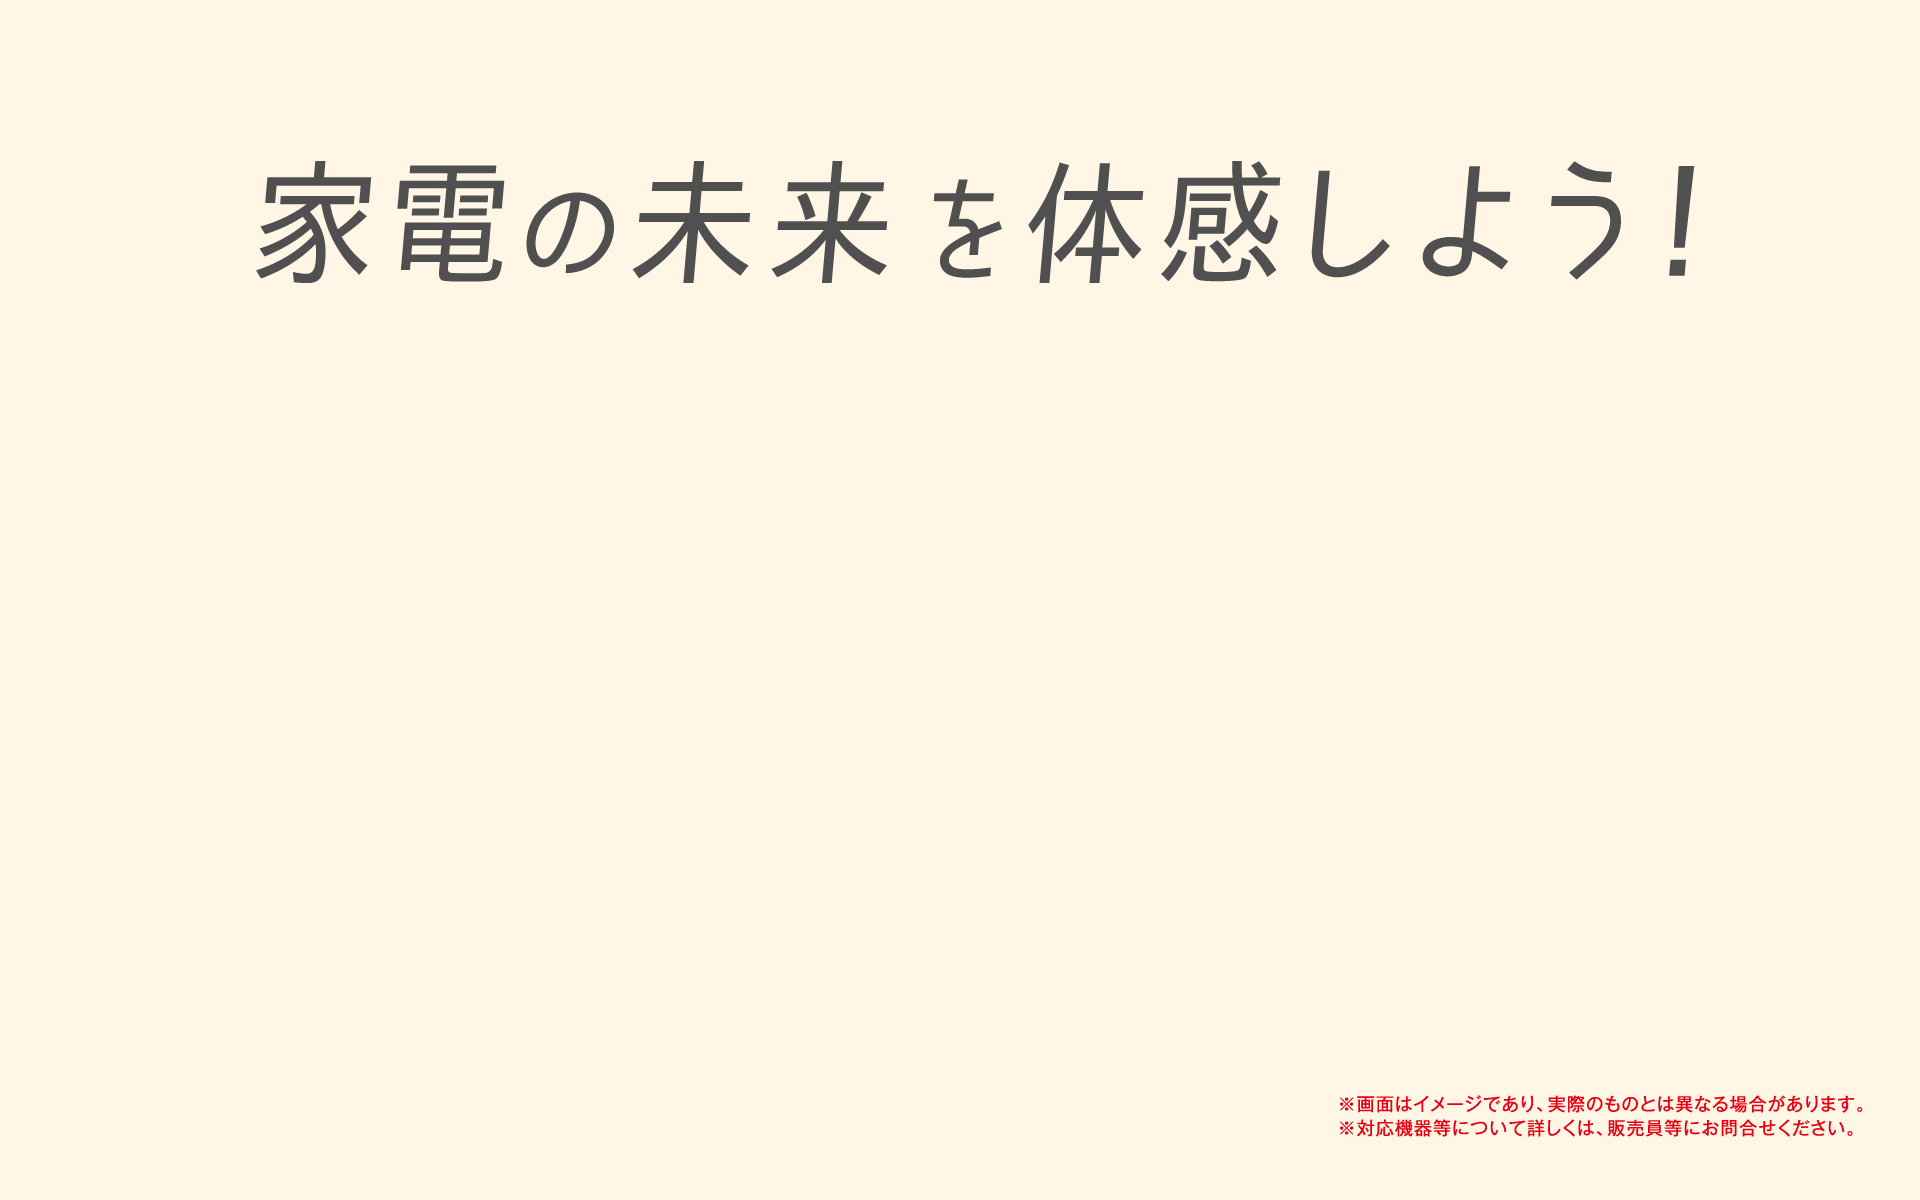 家電の未来を体感しよう!
※画面はイメージであり、実際のものとは異なる場合があります。
※対応機器等について詳しくは、販売員等にお問合せください。